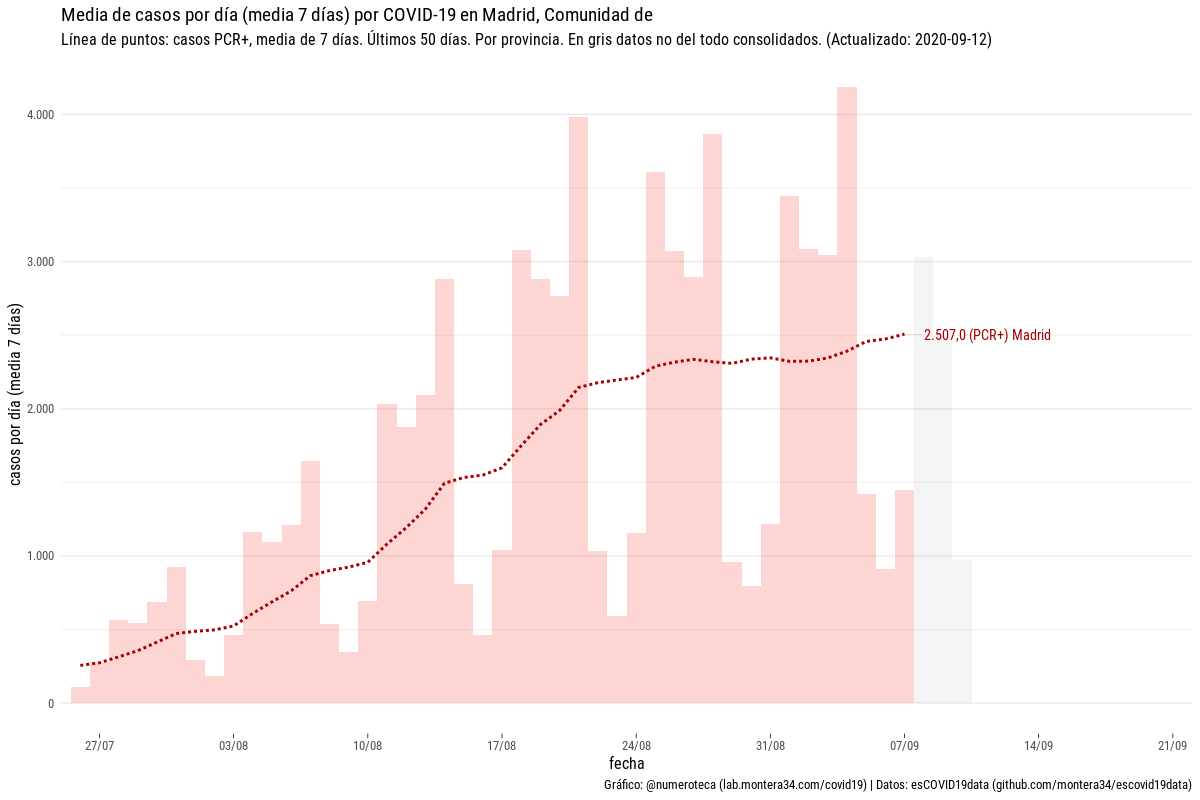 Media de casos por día (media 7 días) por COVID-19 en Madrid, Comunidad de
Línea de puntos: casos PCR+, media de 7 días. Últimos 50 días. Por provincia. En gris datos no del todo consolidados. (Actualizado: 2020-09-12)
casos por día (media 7 días)
4.000
3.000
2.000
1.000
0
2.507,0 (PCR+) Madrid
27/07
03/08
10/08
17/08
24/08
31/08
07/09
14/09
21/09
fecha
Gráfico: @numeroteca (lab.montera34.com/covid19) | Datos: esCOVID19data (github.com/montera34/escovid19data)